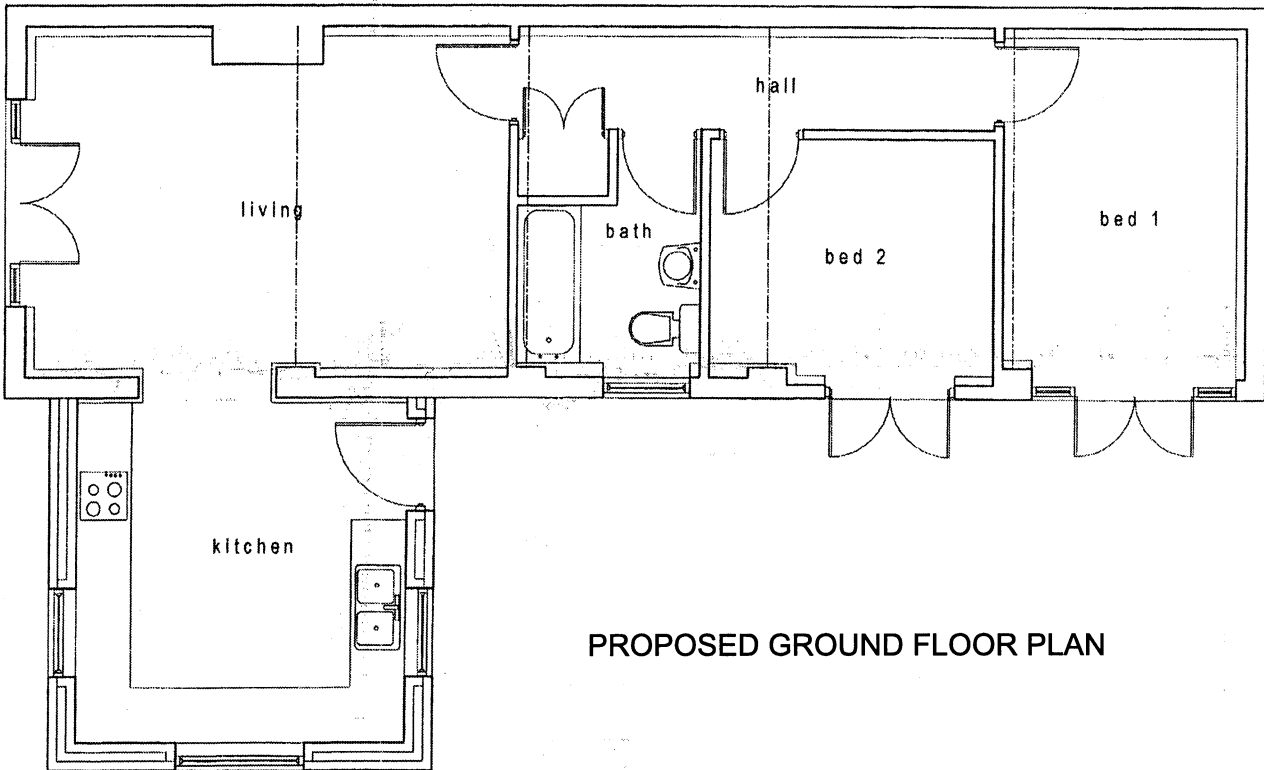 hall
living
bath
bed 2
bed 1
kitchen
PROPOSED GROUND FLOOR PLAN